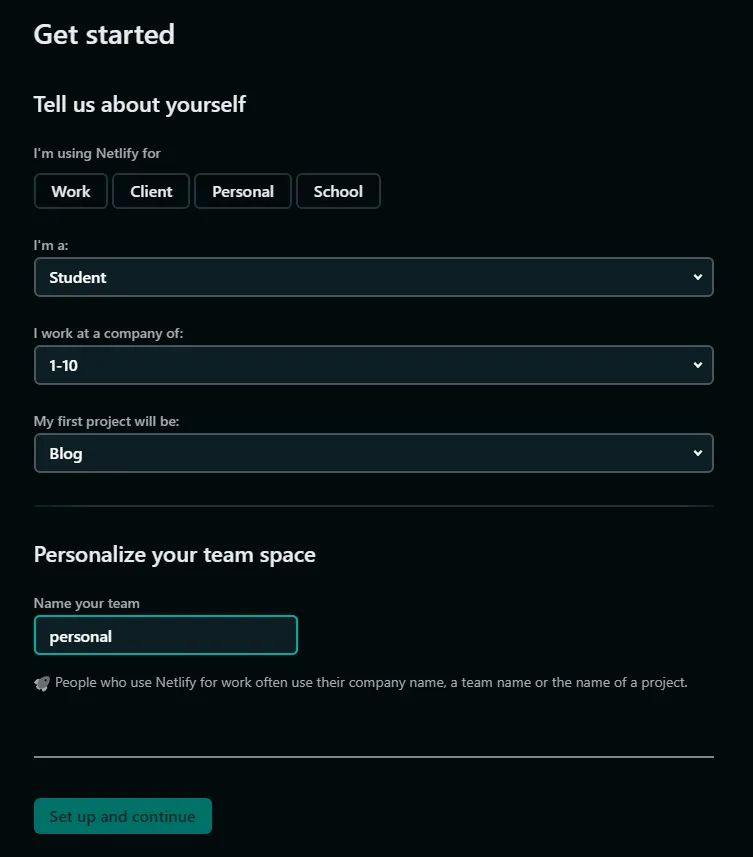 Get started
Tell us about yourself
I'm using Netlify for
Work Client Personal School
I'm a:
Student
I work at a company of:
1-10
My first project will be:
Blog
Personalize your team space
Name your team
personal
🚀 People who use Netlify for work often use their company name, a team name or the name of a project.
Set up and continue